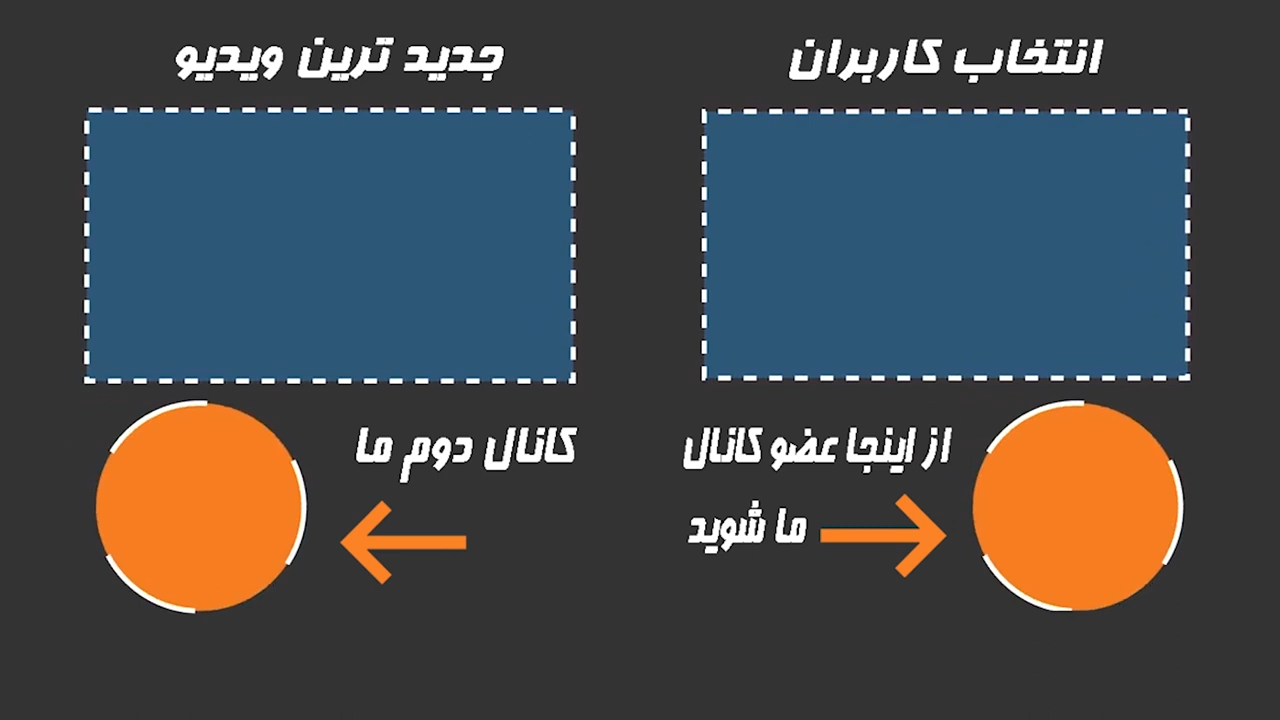 انتخاب کاربران
جدید ترین ویدیو
از اینجا عضو کانال
ما شوید
کانال دوم ما